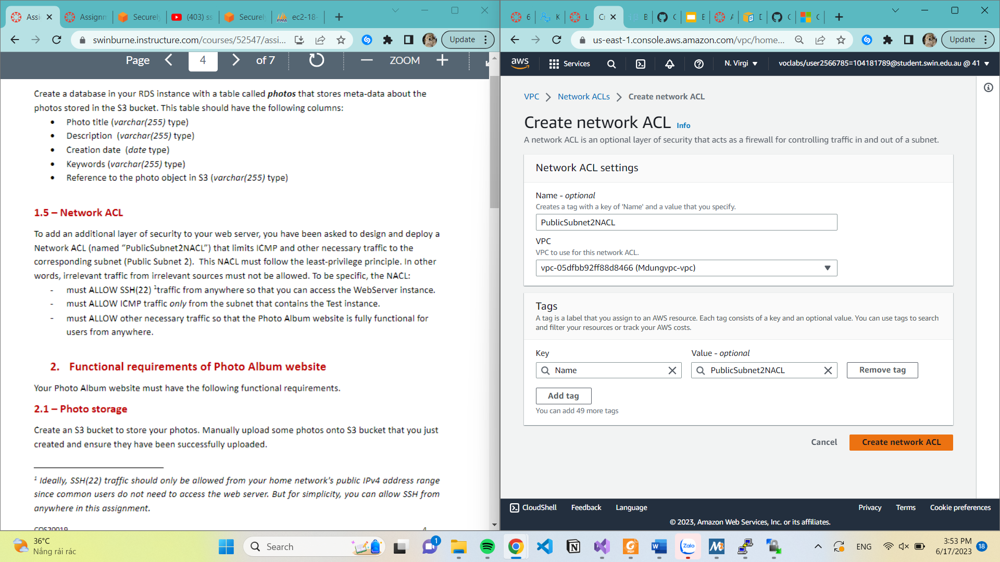 Assi
Assignm
Securely
(403) ss
Securely
ec2-18-
swinburne.instructure.com/courses/52547/assi...
Update
Page
4
of 7
ZOOM
Create a database in your RDS instance with a table called photos that stores meta-data about the
photos stored in the S3 bucket. This table should have the following columns:
• Photo title (varchar(255) type)
• Description (varchar(255) type)
• Creation date (date type)
• Keywords (varchar(255) type)
• Reference to the photo object in S3 (varchar(255) type)
1.5 – Network ACL
To add an additional layer of security to your web server, you have been asked to design and deploy a
Network ACL (named “PublicSubnet2NACL”) that limits ICMP and other necessary traffic to the
corresponding subnet (Public Subnet 2). This NACL must follow the least-privilege principle. In other
words, irrelevant traffic from irrelevant sources must not be allowed. To be specific, the NACL:
- must ALLOW SSH(22) 1traffic from anywhere so that you can access the WebServer instance.
- must ALLOW ICMP traffic only from the subnet that contains the Test instance.
- must ALLOW other necessary traffic so that the Photo Album website is fully functional for
users from anywhere.
2. Functional requirements of Photo Album website
Your Photo Album website must have the following functional requirements.
2.1 – Photo storage
Create an S3 bucket to store your photos. Manually upload some photos onto S3 bucket that you just
created and ensure they have been successfully uploaded.
1 Ideally, SSH(22) traffic should only be allowed from your home network's public IPv4 address range
since common users do not need to access the web server. But for simplicity, you can allow SSH from
anywhere in this assignment.
COS20019
4
us-east-1.console.aws.amazon.com/vpc/home...
Update
aws
Services
N. Virgi
voclabs/user2566785=104181789@student.swin.edu.au @ 41
VPC
Network ACLs
Create network ACL
Create network ACL Info
A network ACL is an optional layer of security that acts as a firewall for controlling traffic in and out of a subnet.
Network ACL settings
Name - optional
Creates a tag with a key of 'Name' and a value that you specify.
PublicSubnet2NACL
VPC
VPC to use for this network ACL.
vpc-05dfbb92ff88d8466 (Mdungvpc-vpc)
Tags
A tag is a label that you assign to an AWS resource. Each tag consists of a key and an optional value. You can use tags to search
and filter your resources or track your AWS costs.
Key
Value - optional
Name
PublicSubnet2NACL
Remove tag
Add tag
You can add 49 more tags
Cancel
Create network ACL
CloudShell
Feedback
Language
Privacy
Terms
Cookie preferences
© 2023, Amazon Web Services, Inc. or its affiliates.
36°C
Nắng rải rác
Search
1
Zalo
ENG
3:53 PM
6/17/2023
18